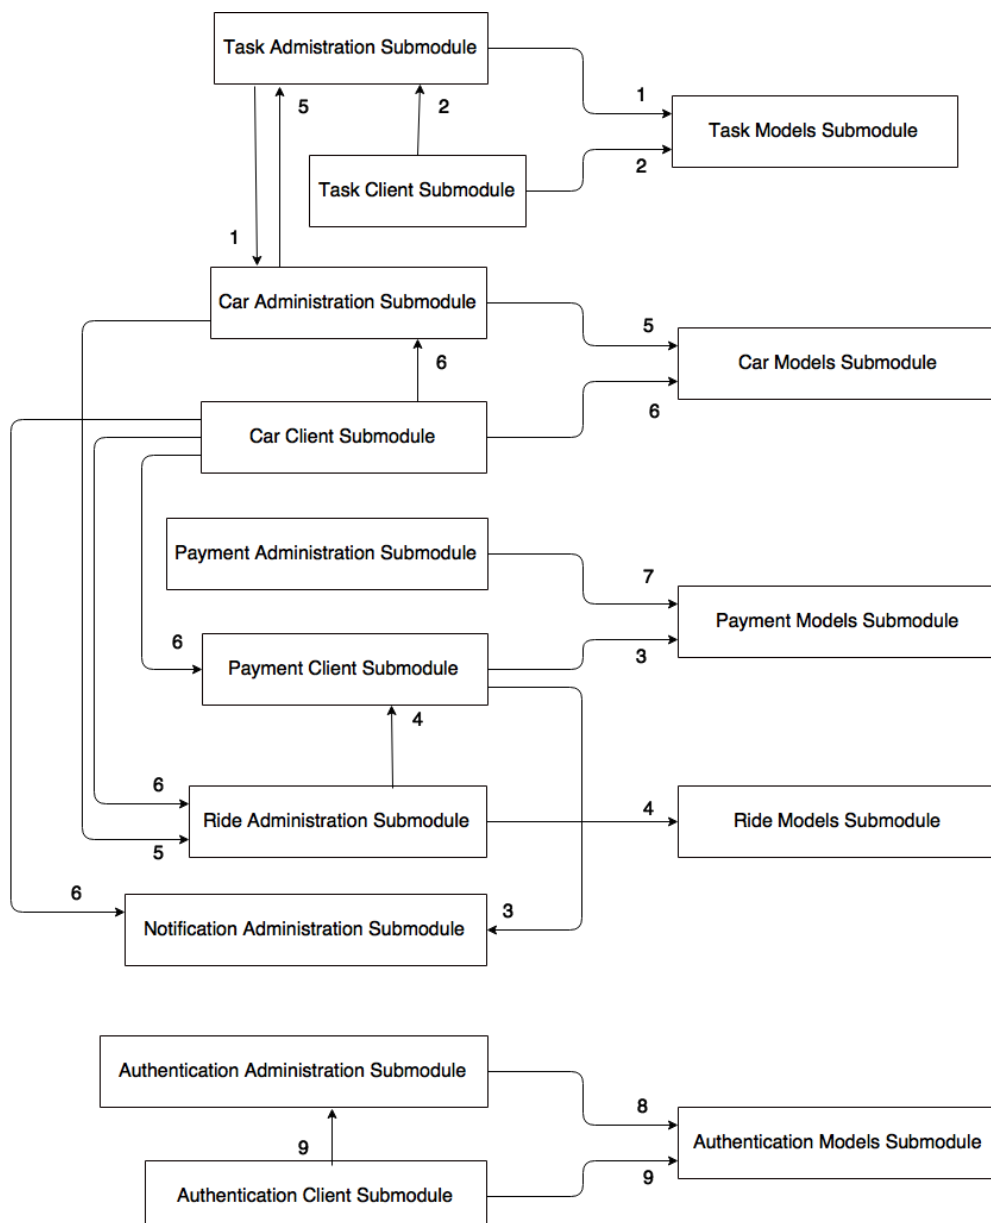 Task Admistration Submodule
5
2
1
Task Models Submodule
2
Task Client Submodule
1
Car Administration Submodule
5
6
Car Models Submodule
6
Car Client Submodule
Payment Administration Submodule
7
Payment Models Submodule
6
Payment Client Submodule
3
4
6
4
Ride Administration Submodule
Ride Models Submodule
5
6
3
Notification Administration Submodule
Authentication Administration Submodule
8
9
Authentication Models Submodule
9
Authentication Client Submodule